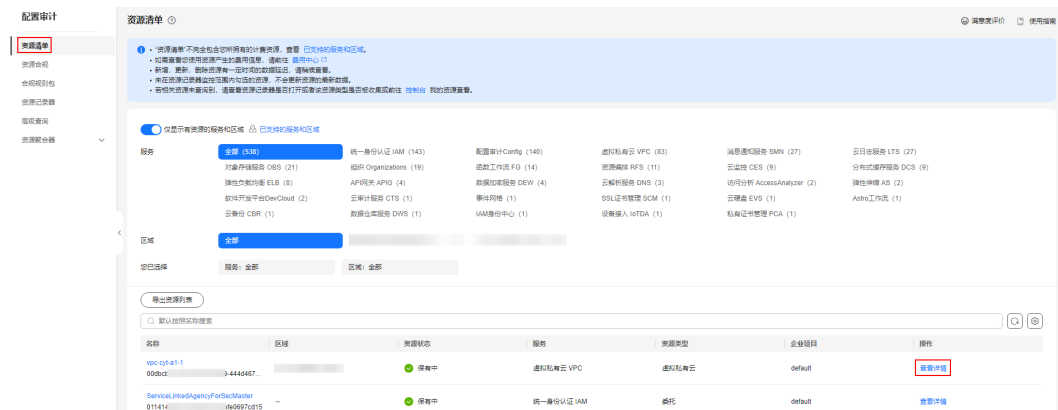 配置审计
资源清单
资源合规
合规规则包
资源记录器
高级查询
资源聚合器
资源清单
满意度评价 使用指南
• "资源清单"不完全包含您所拥有的计费资源，查看 已支持的服务和区域。
• 如需查看您使用资源产生的费用信息，请前往 费用中心
• 新增、更新、删除资源有一定时间的数据延迟，请稍候查看。
• 未在资源记录器监控范围内勾选的资源，不会更新资源的最新数据。
• 若相关资源未查询到，请查看资源记录器是否打开或者该资源类型是否被收集或前往 控制台 我的资源查看。
仅显示有资源的服务和区域 已支持的服务和区域
服务 全部 (538) 统一身份认证 IAM (143) 配置审计Config (140) 虚拟私有云 VPC (83) 消息通知服务 SMN (27) 云日志服务 LTS (27)
对象存储服务 OBS (21) 组织 Organizations (19) 函数工作流 FG (14) 资源编排 RFS (11) 云监控 CES (9) 分布式缓存服务 DCS (9)
弹性负载均衡 ELB (8) API网关 APIG (4) 数据加密服务 DEW (4) 云解析服务 DNS (3) 访问分析 AccessAnalyzer (2) 弹性伸缩 AS (2)
软件开发平台DevCloud (2) 云审计服务 CTS (1) 事件网格 (1) SSL证书管理 SCM (1) 云硬盘 EVS (1) Astro工作流 (1)
云备份 CBR (1) 数据仓库服务 DWS (1) IAM身份中心 (1) 设备接入 IoTDA (1) 私有证书管理 PCA (1)
区域 全部
您已选择 服务：全部 区域：全部
导出资源列表
默认按照名称搜索
名称 区域 资源状态 服务 资源类型 企业项目 操作
vpc-cyt-a1-1
00dbct -444d467... 保有中 虚拟私有云 VPC 虚拟私有云 default 查看详情
ServiceLinkedAgencyForSecMaster
011414 fe0697cd15 -- 保有中 统一身份认证 IAM 委托 default 查看详情